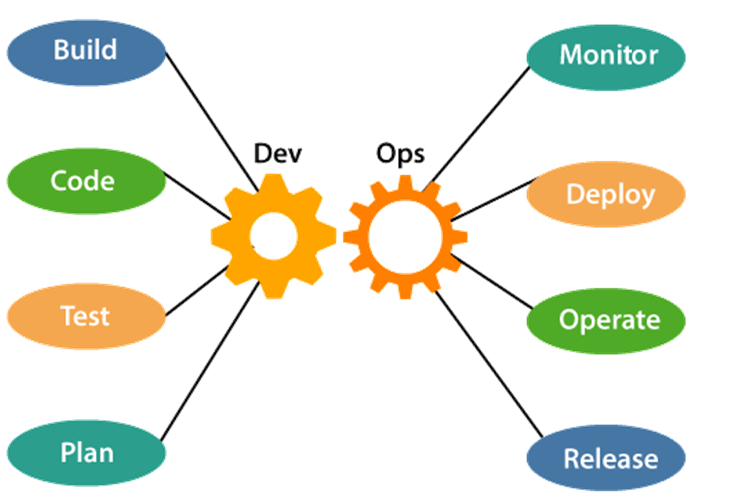 Build
Monitor
Dev
Ops
Code
Deploy
Test
Operate
Plan
Release